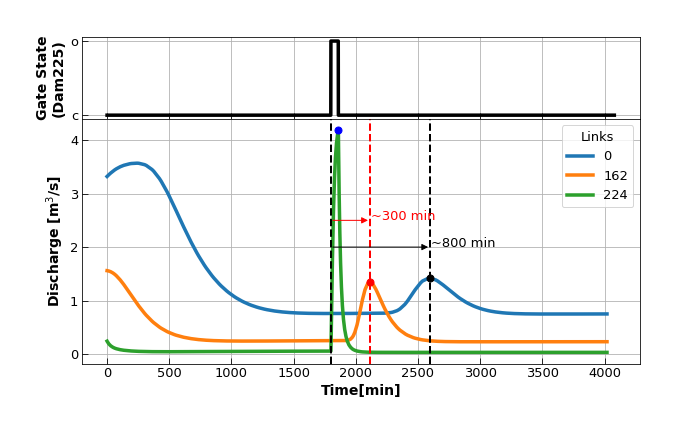 Gate State
(Dam225)
o
c
Discharge [m³/s]
4
3
2
1
0
Links
0
162
224
~300 min
~800 min
0 500 1000 1500 2000 2500 3000 3500 4000
Time[min]